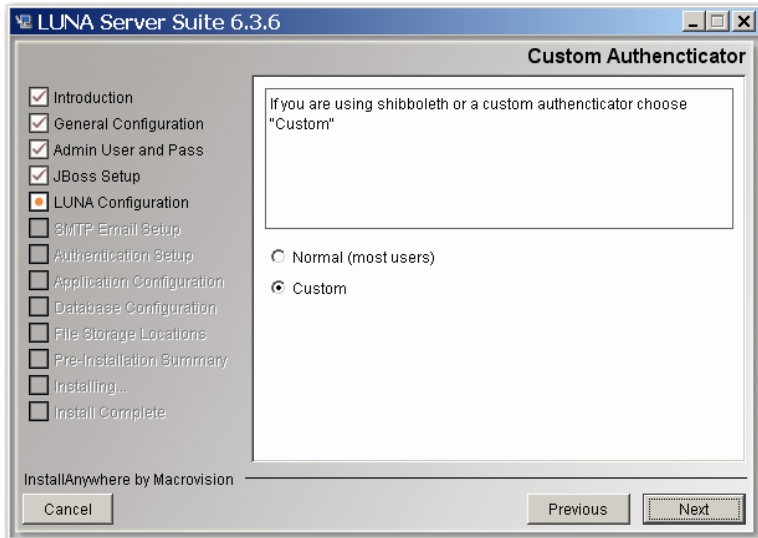 LUNA Server Suite 6.3.6
Custom Authencticator
Introduction
General Configuration
Admin User and Pass
JBoss Setup
LUNA Configuration
SMTP Email Setup
Authentication Setup
Application Configuration
Database Configuration
File Storage Locations
Pre-Installation Summary
Installing...
Install Complete
If you are using shibboleth or a custom authencticator choose
"Custom"
Normal (most users)
Custom
InstallAnywhere by Macrovision
Cancel
Previous
Next